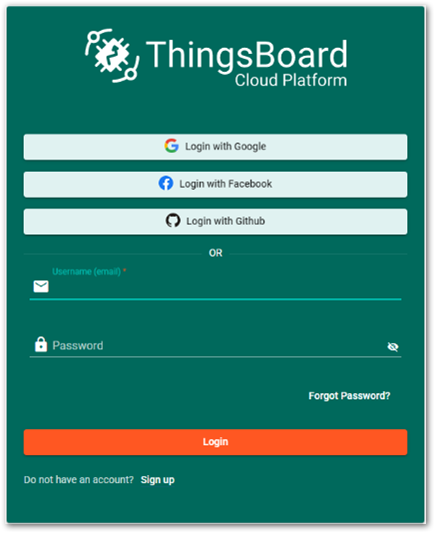 ThingsBoard
Cloud Platform
Login with Google
Login with Facebook
Login with Github
OR
Username (email) *
Password
Forgot Password?
Login
Do not have an account? Sign up